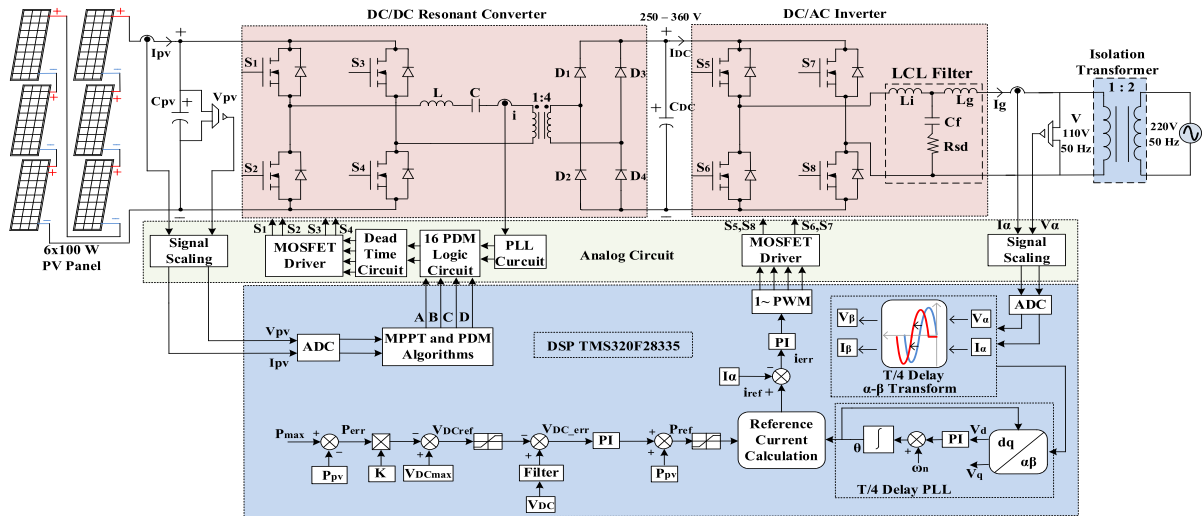 DC/DC Resonant Converter
250 – 360 V
DC/AC Inverter
Isolation
Transformer
1 : 2
LCL Filter
Ipv
Cpv
Vpv
S1
S2
S3
S4
L
C
i
1:4
D1
D2
D3
D4
IDC
CDC
S5
S6
S7
S8
Li
Lg
Cf
Rsd
Ig
V
110V
50 Hz
220V
50 Hz
6x100 W
PV Panel
Signal
Scaling
S1
S2
S3
S4
MOSFET
Driver
Dead
Time
Circuit
16 PDM
Logic
Circuit
PLL
Curcuit
Analog Circuit
S5,S8
S6,S7
MOSFET
Driver
Iα
Vα
Signal
Scaling
A
B
C
D
Vpv
Ipv
ADC
MPPT and PDM
Algorithms
DSP TMS320F28335
1~ PWM
PI
ierr
Iα
iref
ADC
Vβ
Iβ
Vα
Iα
T/4 Delay
α-β Transform
Pmax
Perr
Ppv
K
VDCref
VDCmax
VDC_err
Filter
VDC
PI
Pref
Ppv
Reference
Current
Calculation
θ
∫
ωn
PI
Vd
Vq
dq
αβ
T/4 Delay PLL